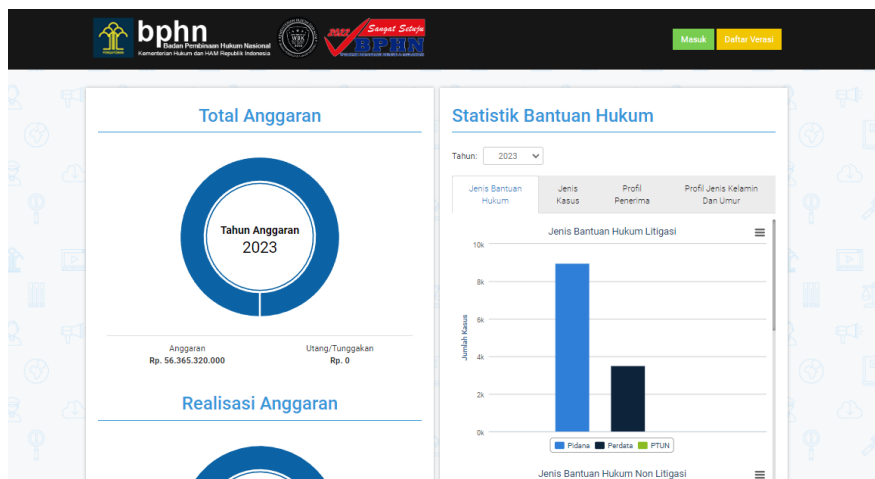 bphn
Badan Pembinaan Hukum Nasional
Kementerian Hukum dan HAM Republik Indonesia
WBK
2022 Sangat Setuju
BPHN
Masuk
Daftar Verasi
Total Anggaran
Tahun Anggaran
2023
Anggaran
Rp. 56.365.320.000
Utang/Tunggakan
Rp. 0
Realisasi Anggaran
Statistik Bantuan Hukum
Tahun: 2023
Jenis Bantuan
Hukum
Jenis
Kasus
Profil
Penerima
Profil Jenis Kelamin
Dan Umur
Jenis Bantuan Hukum Litigasi
Jumlah Kasus
10k
8k
6k
4k
2k
0k
Pidana Perdata PTUN
Jenis Bantuan Hukum Non Litigasi